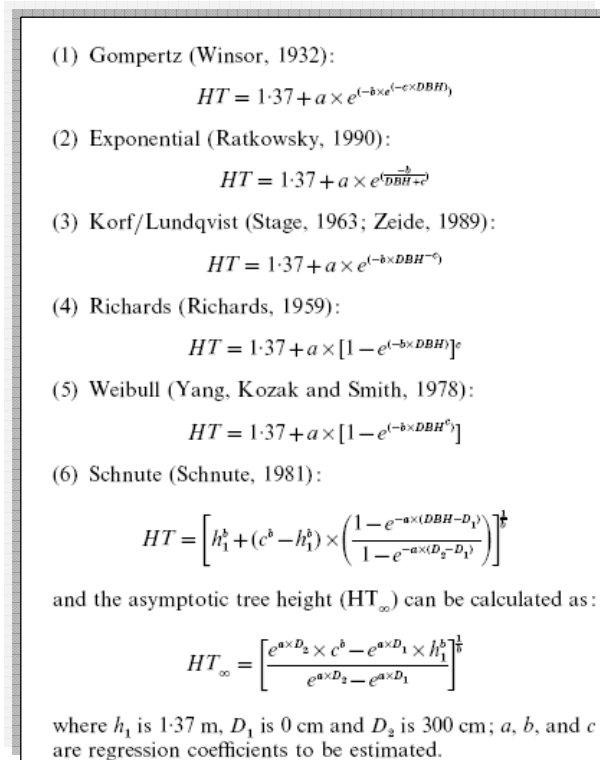 (1) Gompertz (Winsor, 1932):
HT = 1·37 + a × e^(−b×e^(−c×DBH))
(2) Exponential (Ratkowsky, 1990):
HT = 1·37 + a × e^(−b/(DBH+c))
(3) Korf/Lundqvist (Stage, 1963; Zeide, 1989):
HT = 1·37 + a × e^(−b×DBH^−c)
(4) Richards (Richards, 1959):
HT = 1·37 + a × [1 − e^(−b×DBH)]^c
(5) Weibull (Yang, Kozak and Smith, 1978):
HT = 1·37 + a × [1 − e^(−b×DBH^c)]
(6) Schnute (Schnute, 1981):
HT = [h₁^b + (c^b − h₁^b) × ((1 − e^(−a×(DBH−D₁)))/(1 − e^(−a×(D₂−D₁))))]^(1/b)
and the asymptotic tree height (HT∞) can be calculated as:
HT∞ = [(e^(a×D₂) × c^b − e^(a×D₁) × h₁^b)/(e^(a×D₂) − e^(a×D₁))]^(1/b)
where h₁ is 1·37 m, D₁ is 0 cm and D₂ is 300 cm; a, b, and c
are regression coefficients to be estimated.